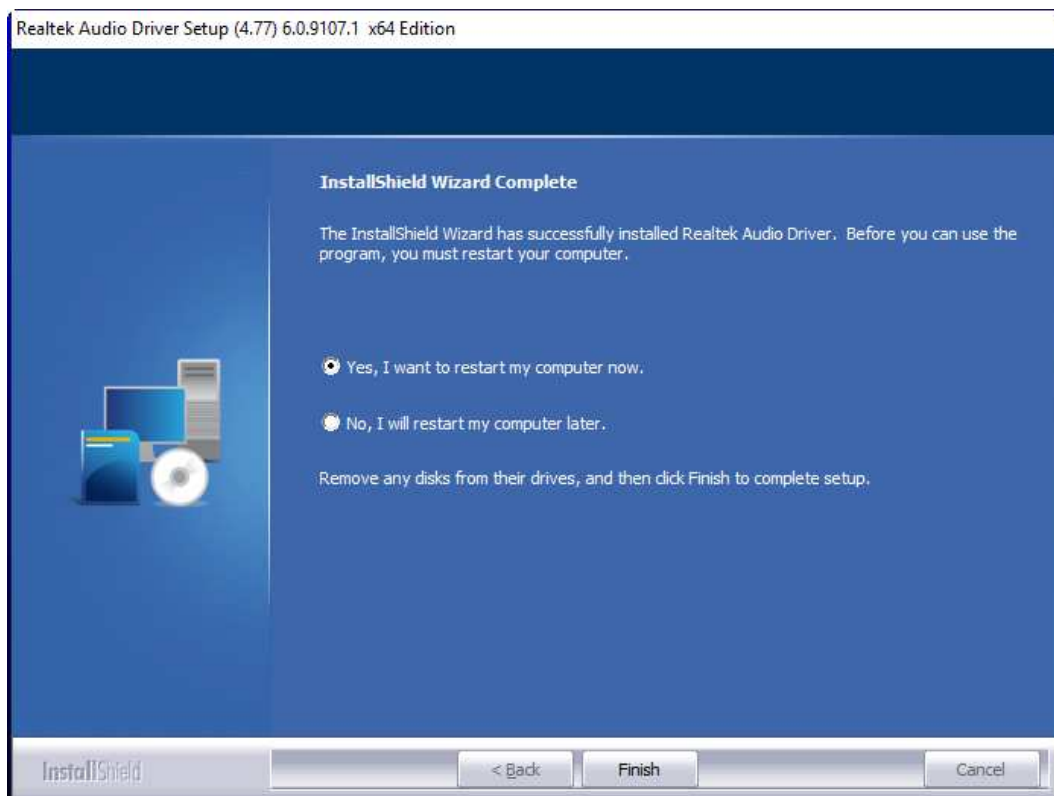 Realtek Audio Driver Setup (4.77) 6.0.9107.1 x64 Edition
InstallShield Wizard Complete
The InstallShield Wizard has successfully installed Realtek Audio Driver. Before you can use the
program, you must restart your computer.
Yes, I want to restart my computer now.
No, I will restart my computer later.
Remove any disks from their drives, and then click Finish to complete setup.
InstallShield
< Back
Finish
Cancel